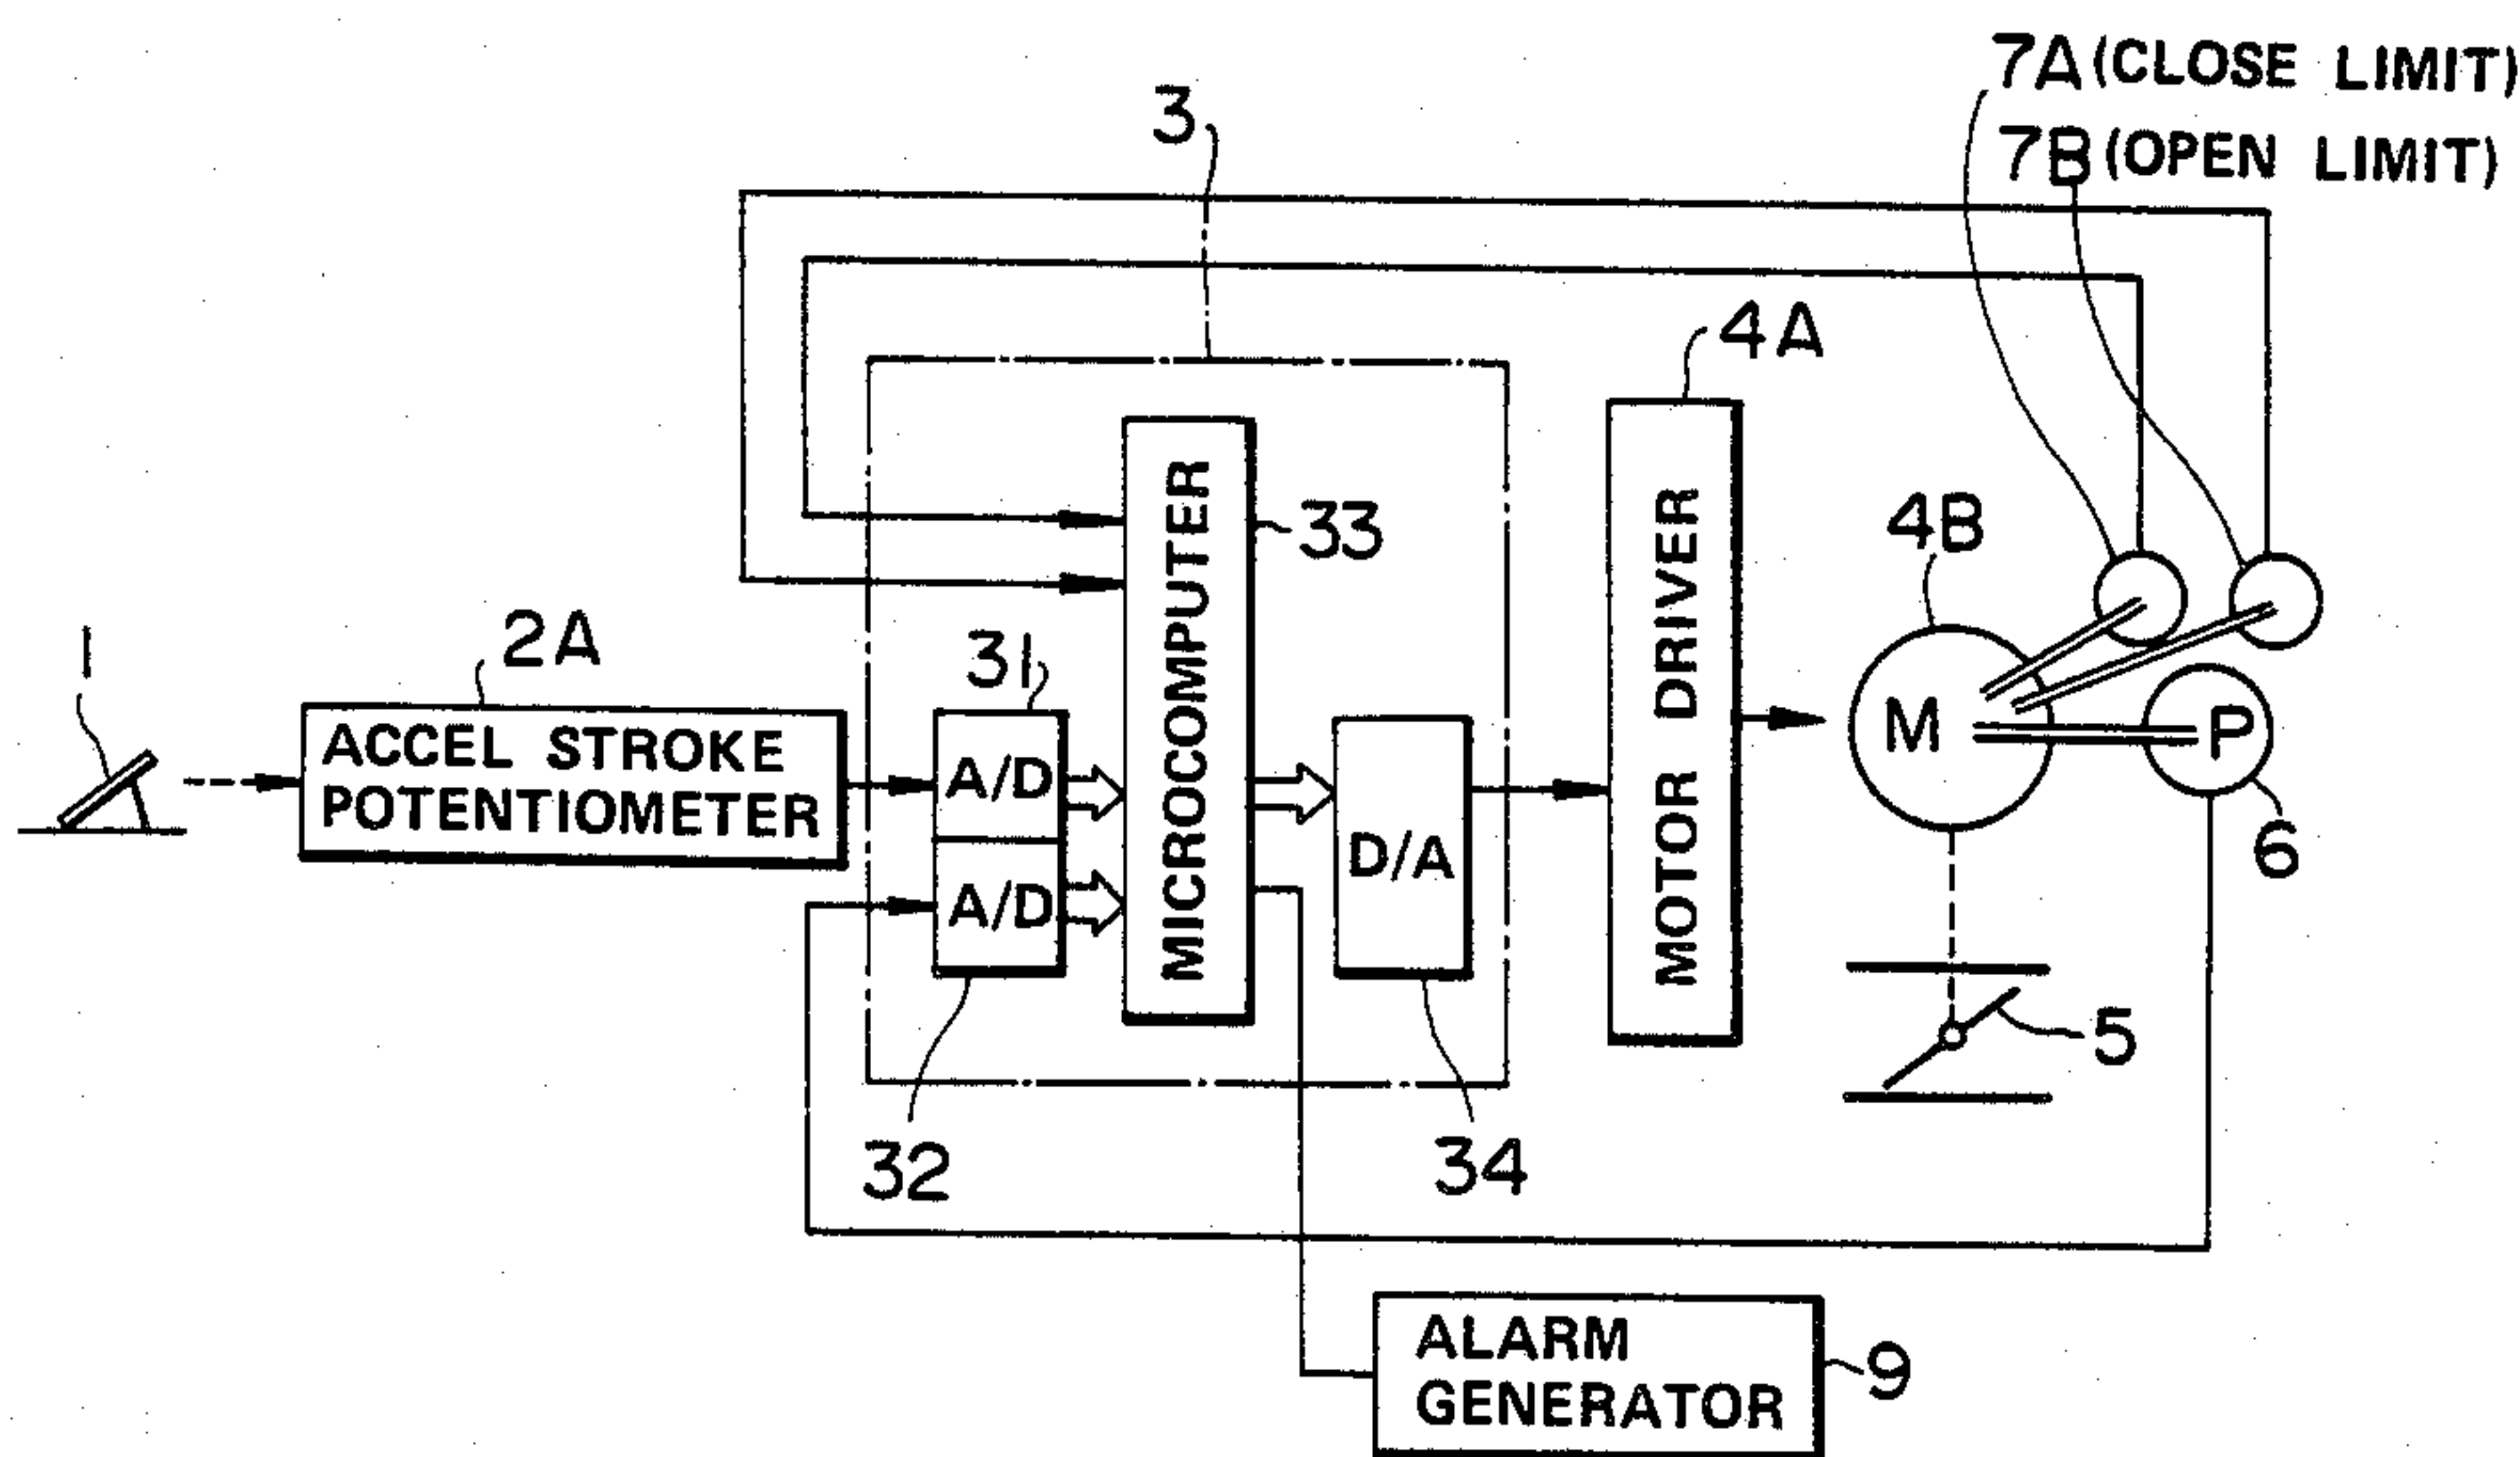 7A (CLOSE LIMIT)
7B (OPEN LIMIT)
3
4A
4B
33
2A
31
1
ACCEL STROKE
POTENTIOMETER
A/D
A/D
MICROCOMPUTER
D/A
MOTOR DRIVER
M
P
6
5
32
34
ALARM
GENERATOR
9